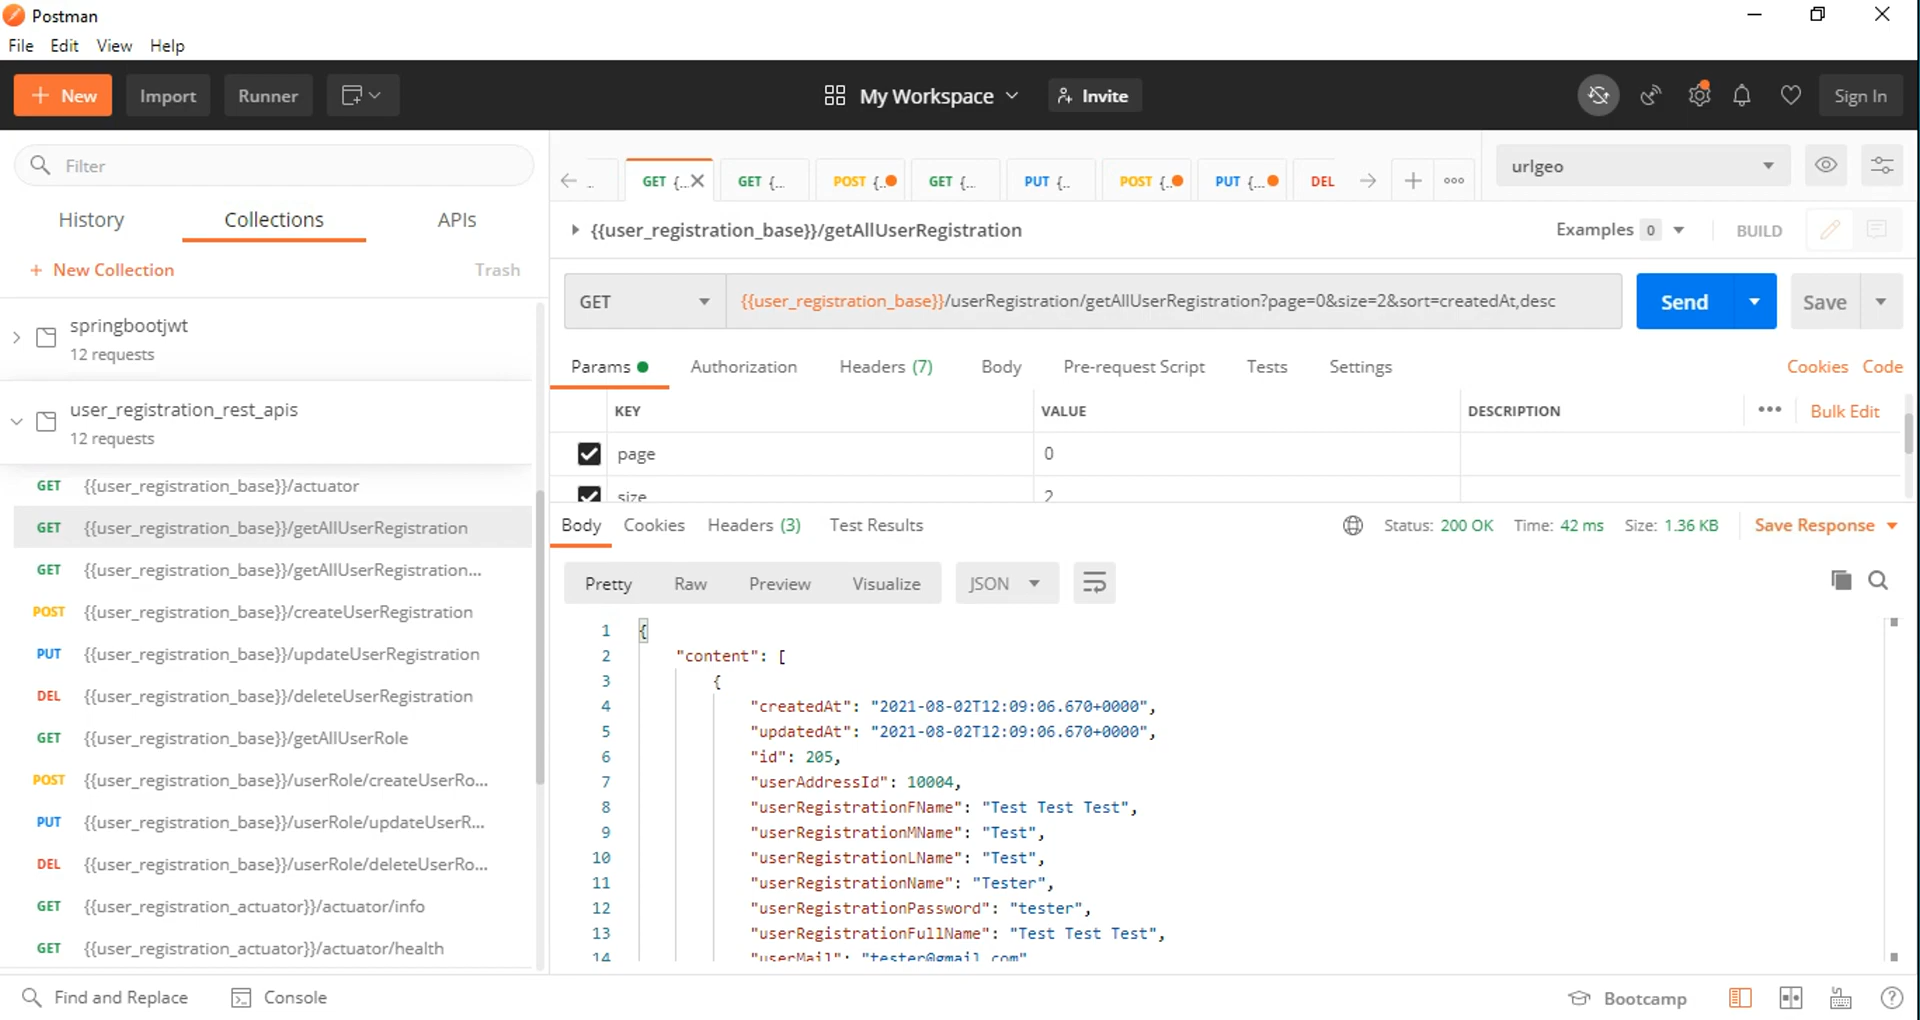 Postman
File Edit View Help
+ New Import Runner My Workspace Invite Sign In
Filter
History Collections APIs
+ New Collection Trash
springbootjwt
12 requests
user_registration_rest_apis
12 requests
GET {{user_registration_base}}/actuator
GET {{user_registration_base}}/getAllUserRegistration
GET {{user_registration_base}}/getAllUserRegistration...
POST {{user_registration_base}}/createUserRegistration
PUT {{user_registration_base}}/updateUserRegistration
DEL {{user_registration_base}}/deleteUserRegistration
GET {{user_registration_base}}/getAllUserRole
POST {{user_registration_base}}/userRole/createUserRo...
PUT {{user_registration_base}}/userRole/updateUserR...
DEL {{user_registration_base}}/userRole/deleteUserRo...
GET {{user_registration_actuator}}/actuator/info
GET {{user_registration_actuator}}/actuator/health
.. GET {... GET {... POST {... GET {... PUT {.. POST {.. PUT {... DEL + ooo urlgeo
{{user_registration_base}}/getAllUserRegistration Examples 0 BUILD
GET {{user_registration_base}}/userRegistration/getAllUserRegistration?page=0&size=2&sort=createdAt,desc Send Save
Params Authorization Headers (7) Body Pre-request Script Tests Settings Cookies Code
KEY VALUE DESCRIPTION ••• Bulk Edit
page 0
size 2
Body Cookies Headers (3) Test Results Status: 200 OK Time: 42 ms Size: 1.36 KB Save Response
Pretty Raw Preview Visualize JSON
1 {
2 "content": [
3 {
4 "createdAt": "2021-08-02T12:09:06.670+0000",
5 "updatedAt": "2021-08-02T12:09:06.670+0000",
6 "id": 205,
7 "userAddressId": 10004,
8 "userRegistrationFName": "Test Test Test",
9 "userRegistrationMName": "Test",
10 "userRegistrationLName": "Test",
11 "userRegistrationName": "Tester",
12 "userRegistrationPassword": "tester",
13 "userRegistrationFullName": "Test Test Test",
14 "userMail": "tester@gmail.com"
Find and Replace Console Bootcamp